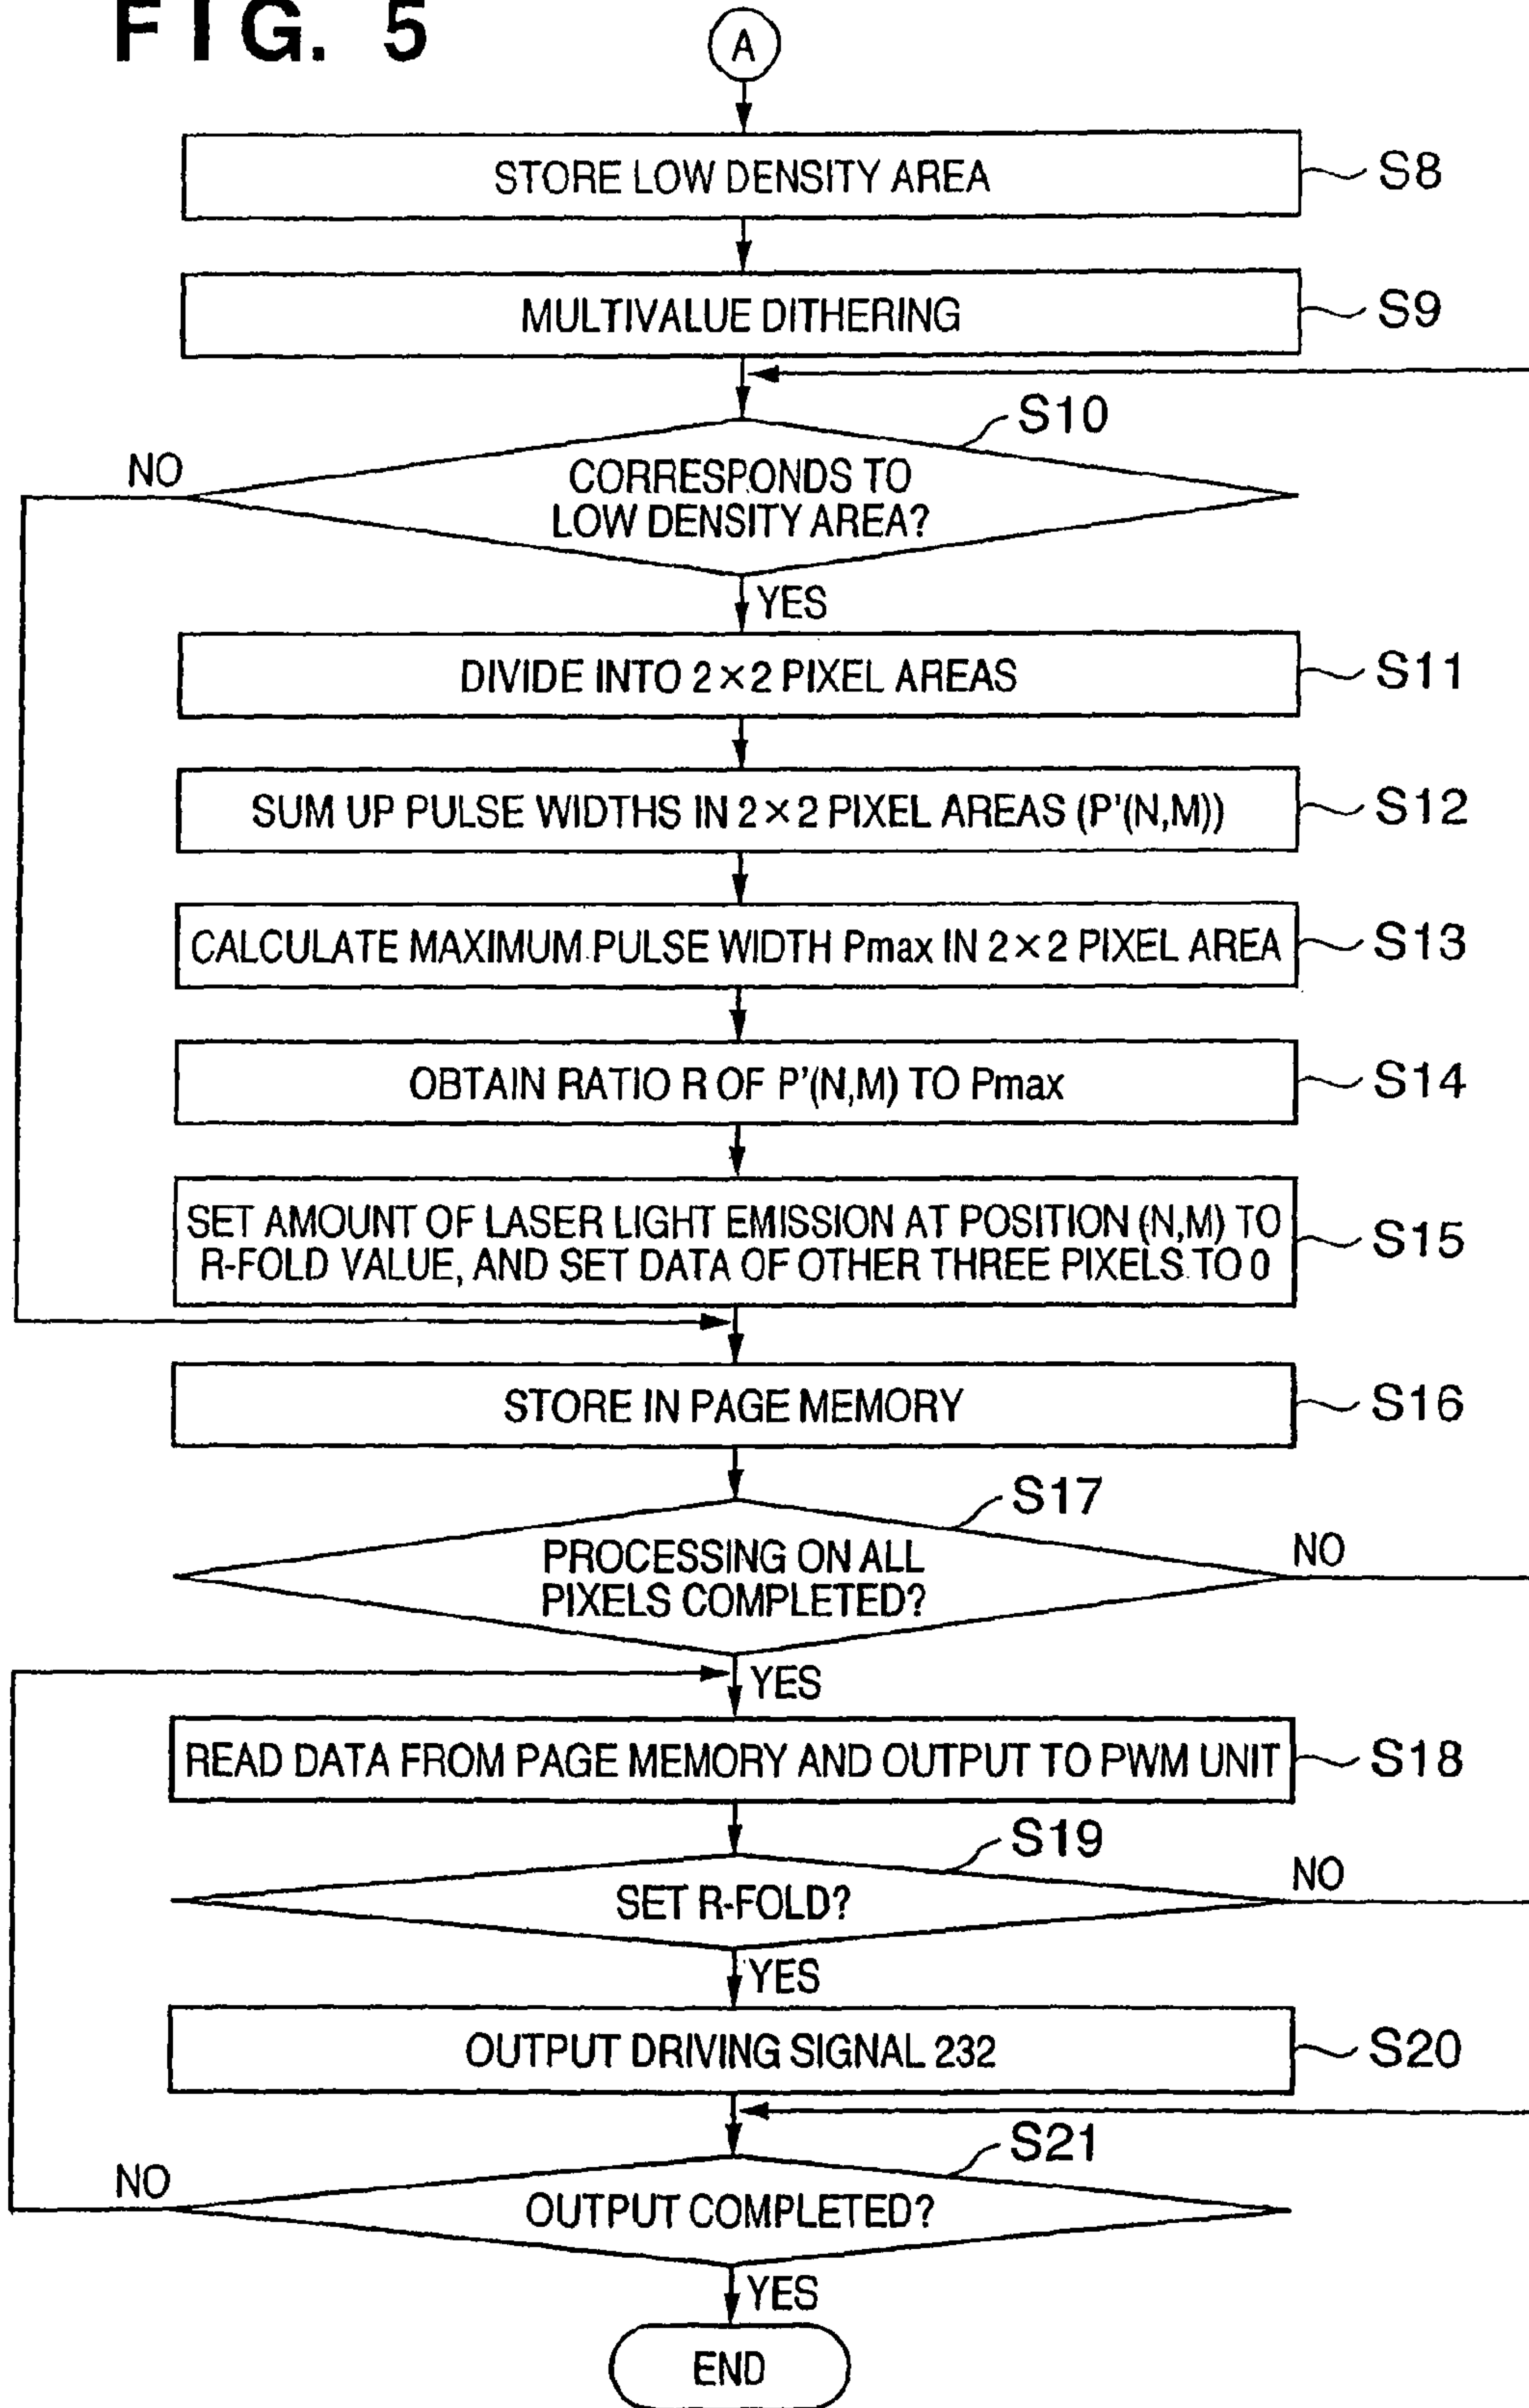 FIG. 5
A
STORE LOW DENSITY AREA
S8
MULTIVALUE DITHERING
S9
S10
NO
CORRESPONDS TO
LOW DENSITY AREA?
YES
DIVIDE INTO 2×2 PIXEL AREAS
S11
SUM UP PULSE WIDTHS IN 2×2 PIXEL AREAS (P'(N,M))
S12
CALCULATE MAXIMUM PULSE WIDTH Pmax IN 2×2 PIXEL AREA
S13
OBTAIN RATIO R OF P'(N,M) TO Pmax
S14
SET AMOUNT OF LASER LIGHT EMISSION AT POSITION (N,M) TO
R-FOLD VALUE, AND SET DATA OF OTHER THREE PIXELS TO 0
S15
STORE IN PAGE MEMORY
S16
S17
PROCESSING ON ALL
PIXELS COMPLETED?
NO
YES
READ DATA FROM PAGE MEMORY AND OUTPUT TO PWM UNIT
S18
S19
SET R-FOLD?
NO
YES
OUTPUT DRIVING SIGNAL 232
S20
S21
NO
OUTPUT COMPLETED?
YES
END